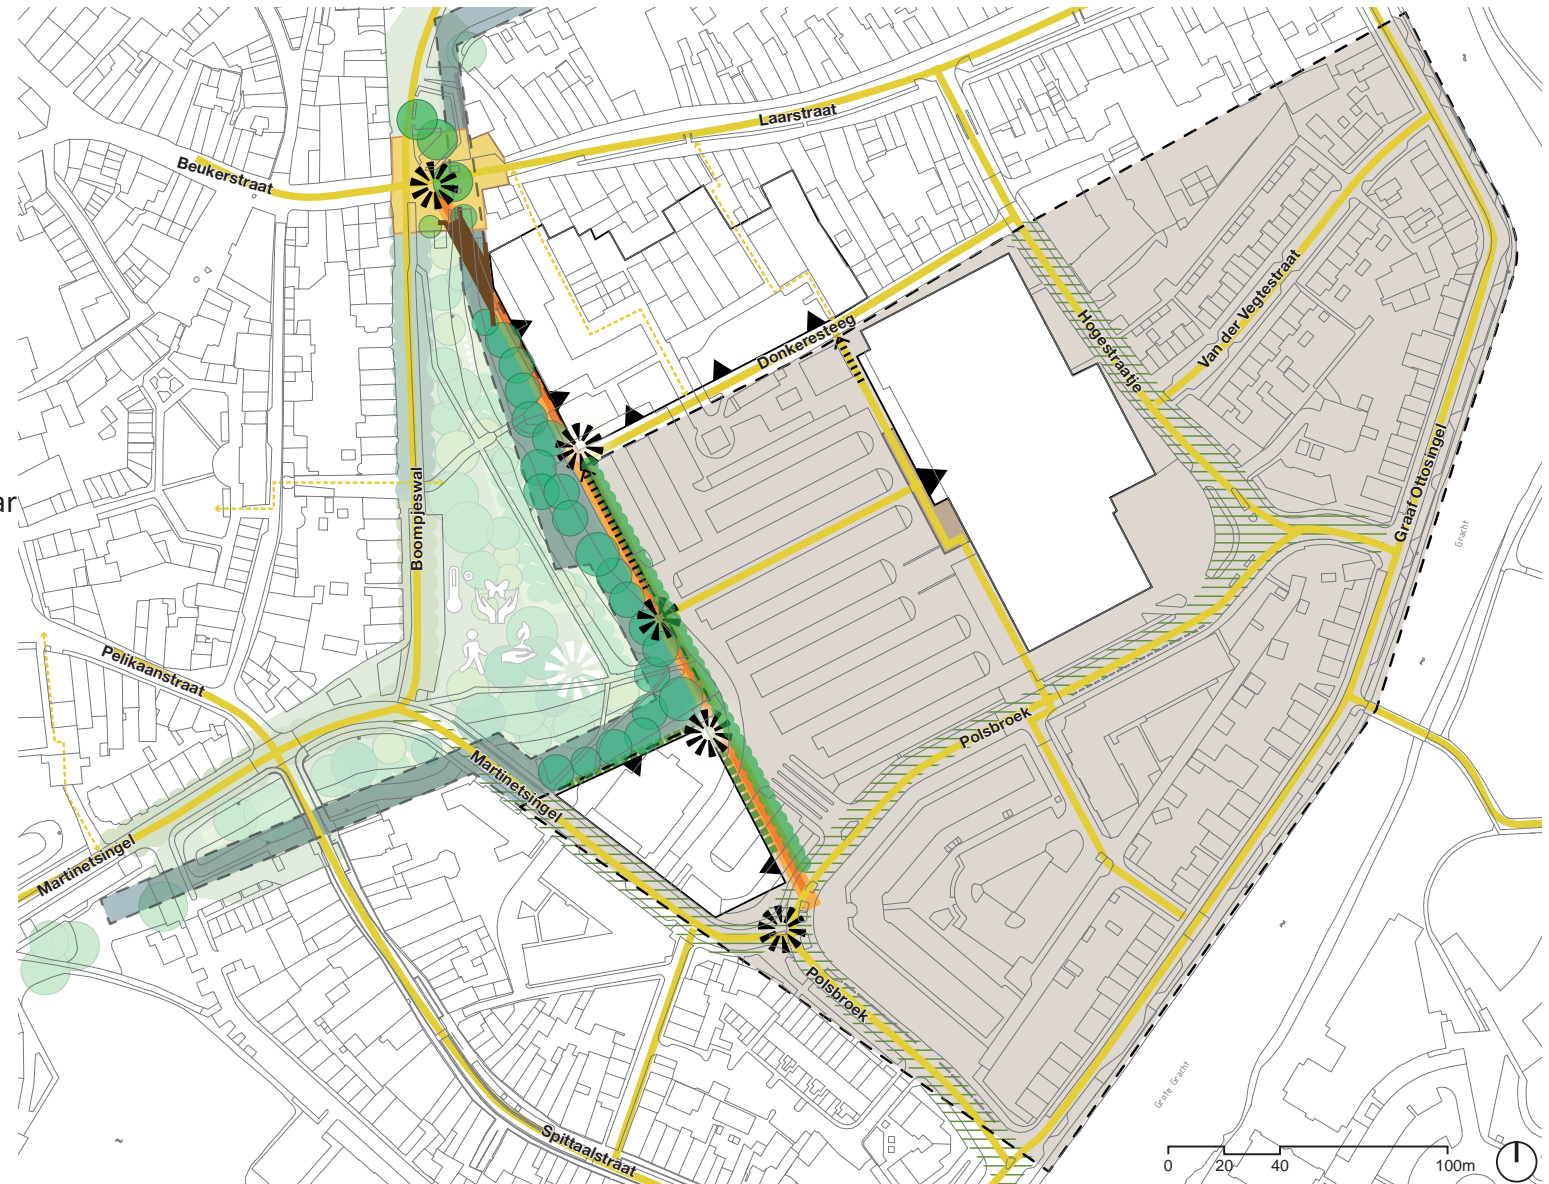 Laarstraat
Beukerstraat
Donkeresteeg
Hogestraatje
Van der Vegtestraat
Graaf Ottosingel
Boompjeswal
ar
Gracht
Pelikaanstraat
Polsbroek
Martinetsingel
Martinetsingel
Polsbroek
Grote Gracht
Spittaalstraat
0 20 40 100m